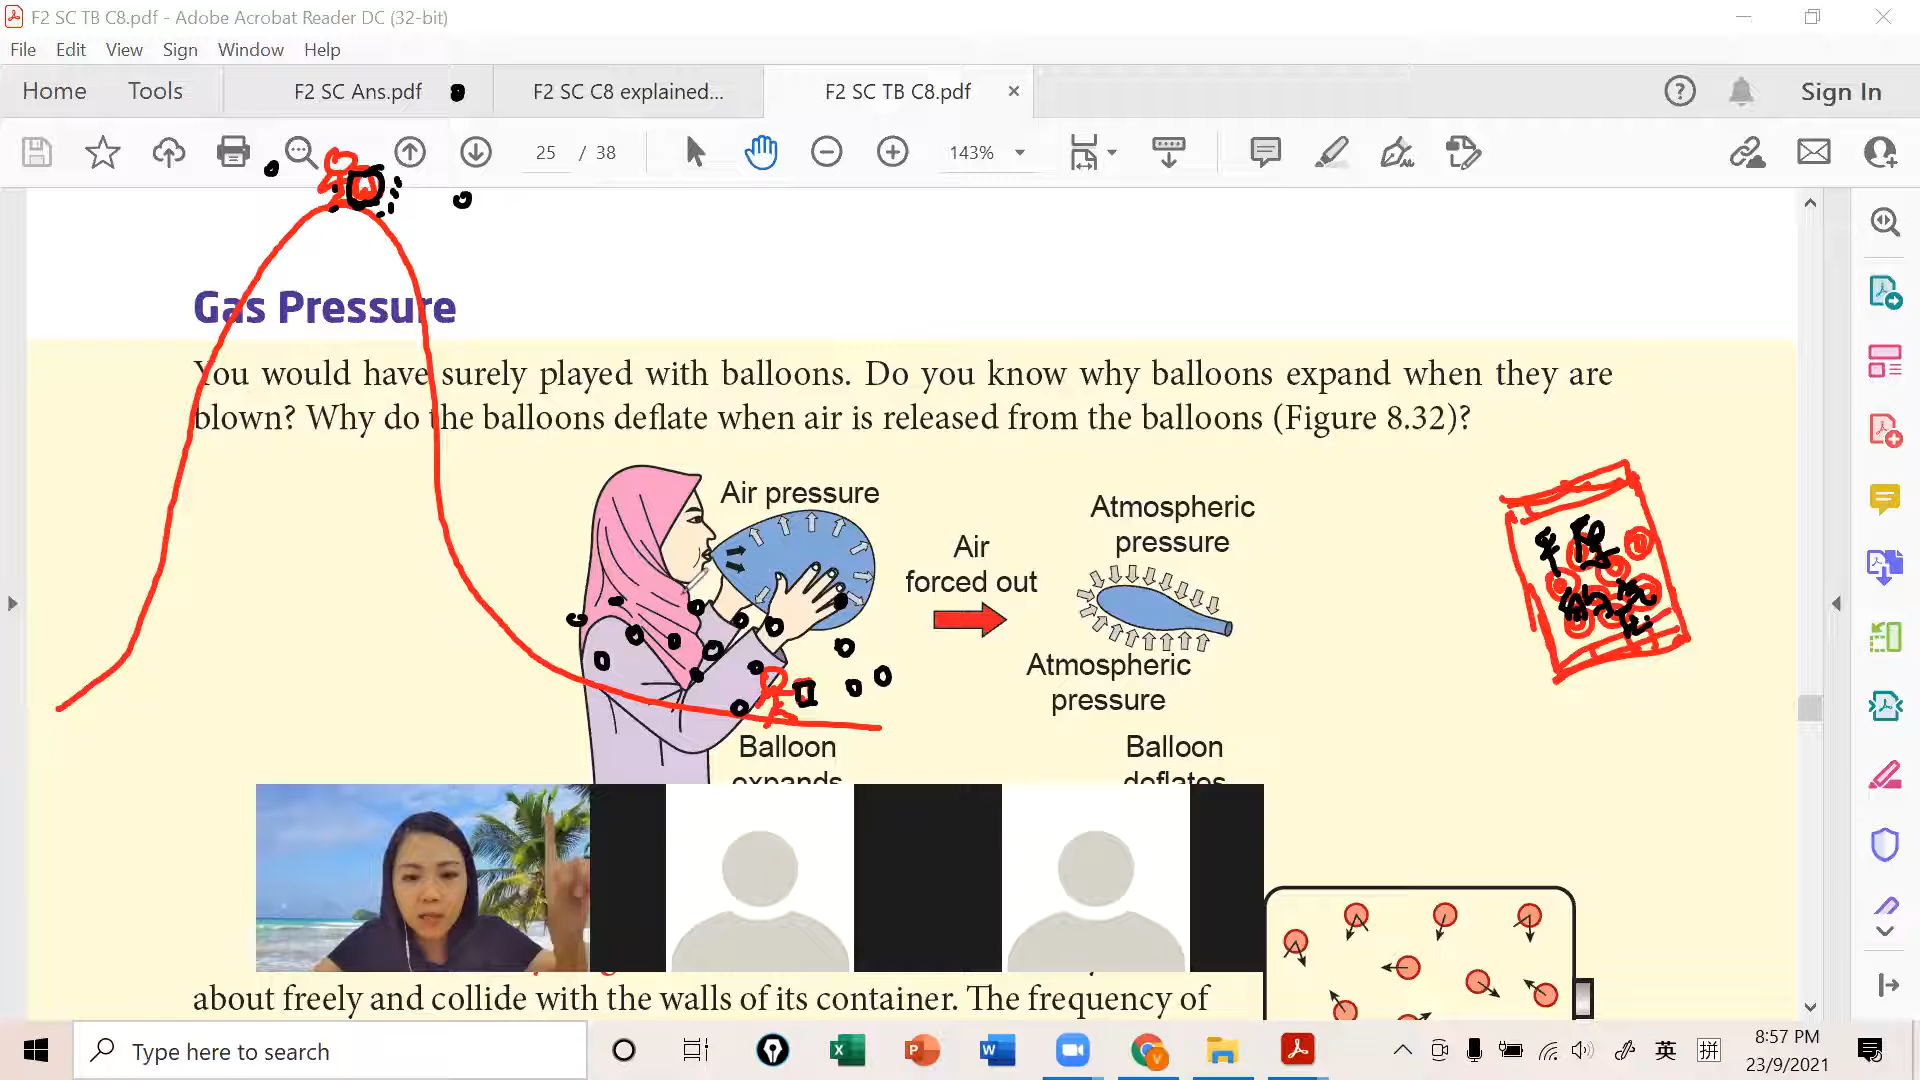 F2 SC TB C8.pdf - Adobe Acrobat Reader DC (32-bit)
File Edit View Sign Window Help
Home Tools F2 SC Ans.pdf F2 SC C8 explained... F2 SC TB C8.pdf × Sign In
25 / 38 143%
Gas Pressure
You would have surely played with balloons. Do you know why balloons expand when they are
blown? Why do the balloons deflate when air is released from the balloons (Figure 8.32)?
Air pressure
Air
forced out
Atmospheric
pressure
Atmospheric
pressure
Balloon
expands
Balloon
deflates
about freely and collide with the walls of its container. The frequency of
Type here to search
英 拼
8:57 PM
23/9/2021